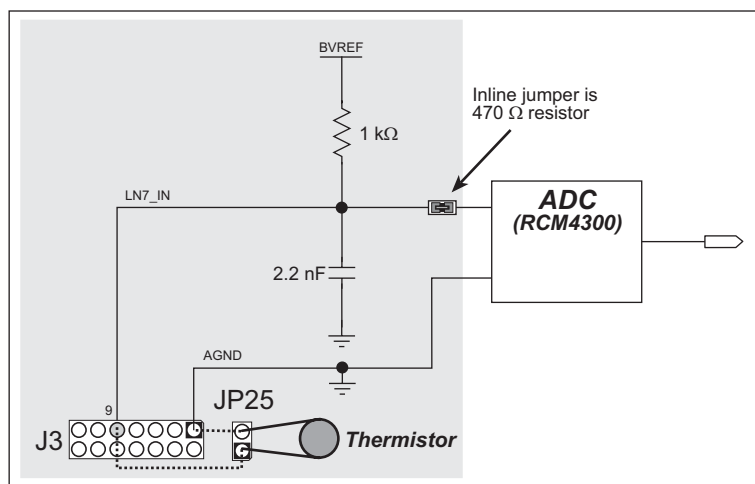 BVREF
Inline jumper is
470 Ω resistor
1 kΩ
LN7_IN
ADC
(RCM4300)
2.2 nF
AGND
9
JP25
J3
Thermistor